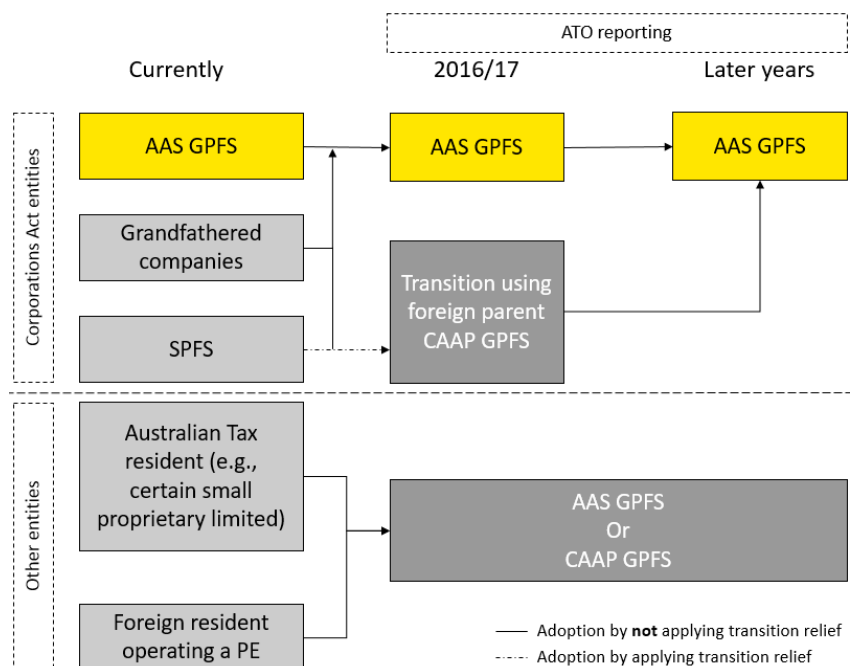 ATO reporting
Currently
2016/17
Later years
Corporations Act entities
AAS GPFS
AAS GPFS
AAS GPFS
Grandfathered
companies
SPFS
Transition using
foreign parent
CAAP GPFS
Other entities
Australian Tax
resident (e.g.,
certain small
proprietary limited)
AAS GPFS
Or
CAAP GPFS
Foreign resident
operating a PE
Adoption by not applying transition relief
Adoption by applying transition relief